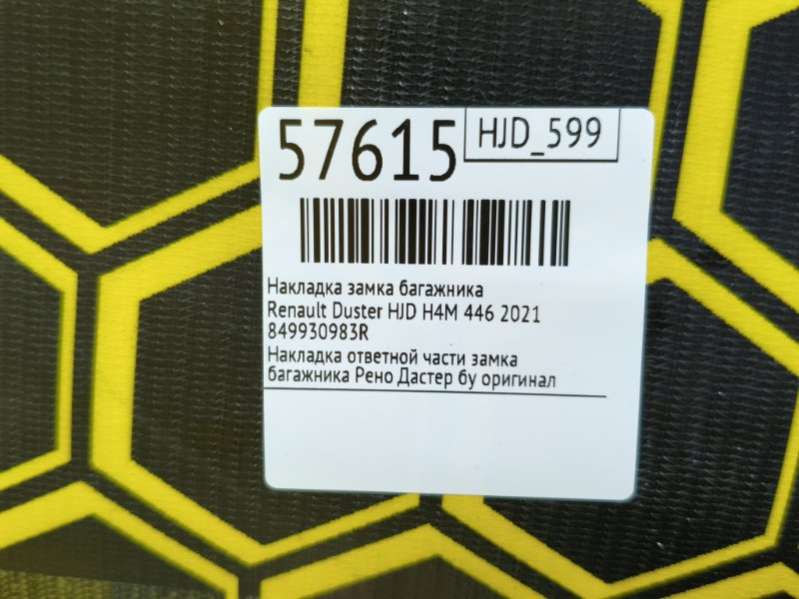 57615
HJD_599
Накладка замка багажника
Renault Duster HJD H4M 446 2021
849930983R
Накладка ответной части замка
багажника Рено Дастер бу оригинал